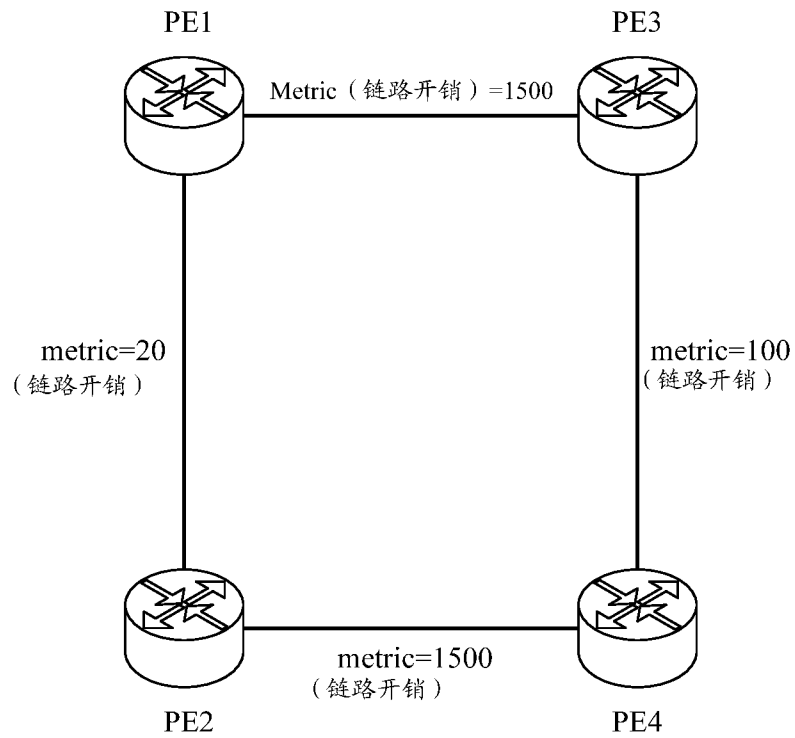 PE1
PE3
Metric（链路开销）=1500
metric=20
（链路开销）
metric=100
（链路开销）
metric=1500
（链路开销）
PE2
PE4